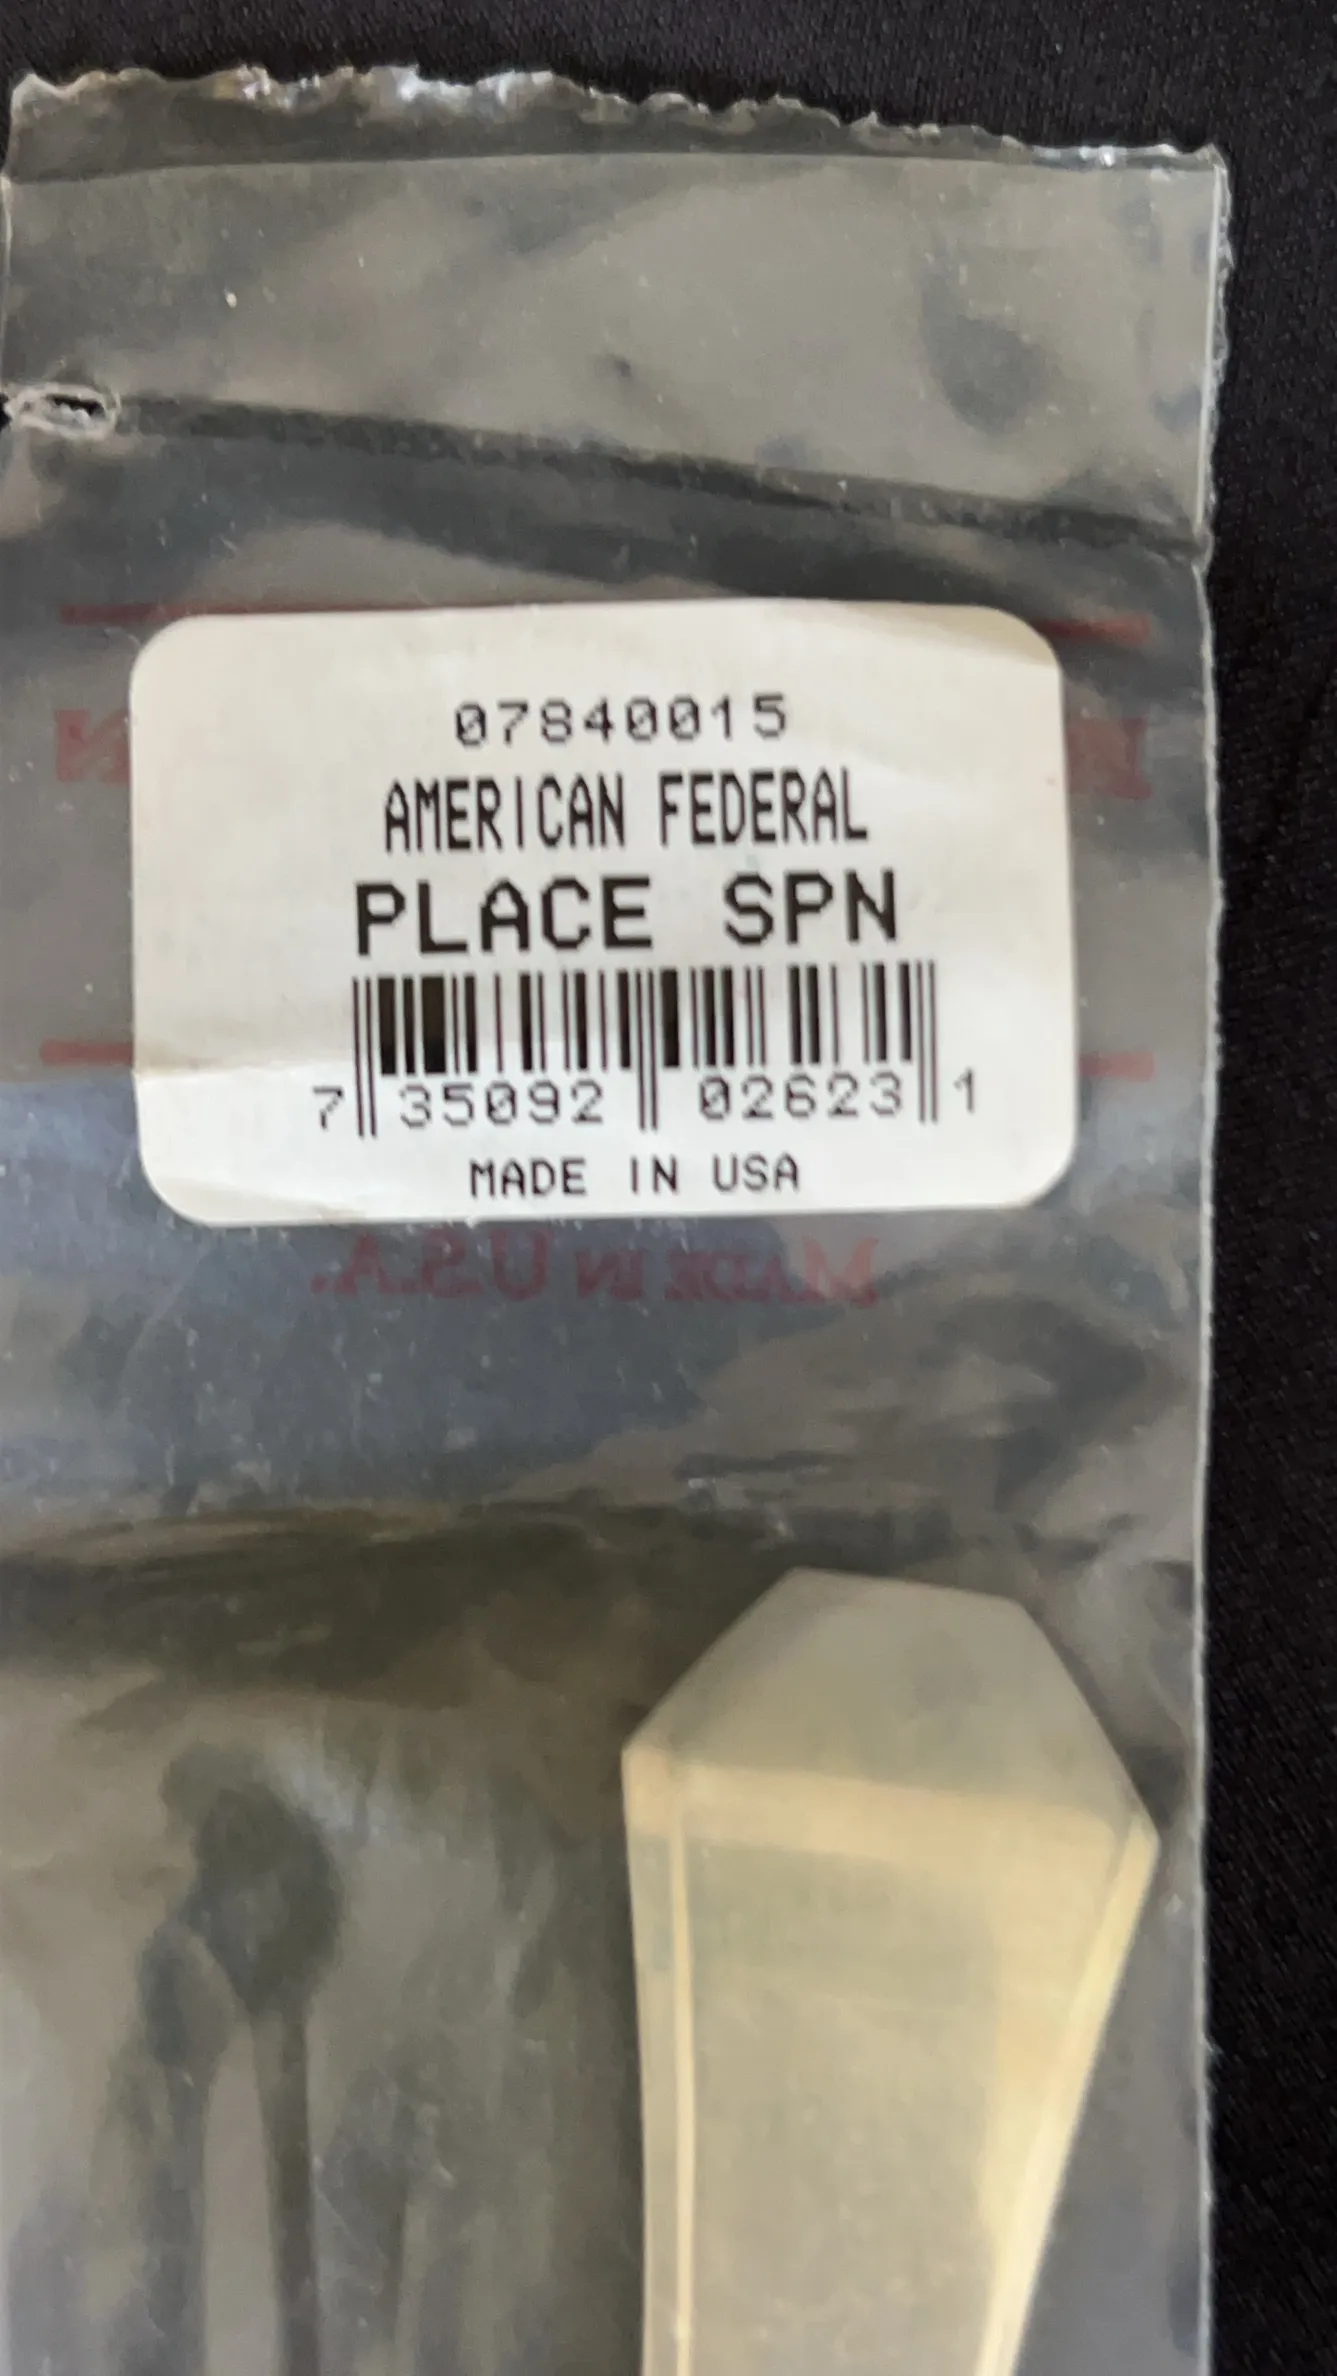 07840015
AMERICAN FEDERAL
PLACE SPN
7 35092 02623 1
MADE IN USA
MADE IN U.S.A.